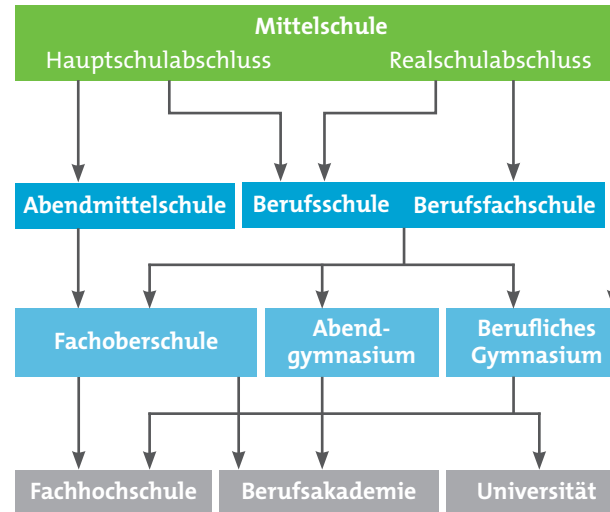 Mittelschule
Hauptschulabschluss Realschulabschluss
Abendmittelschule Berufsschule Berufsfachschule
Fachoberschule
Abend-
gymnasium
Berufliches
Gymnasium
Fachhochschule Berufsakademie Universität